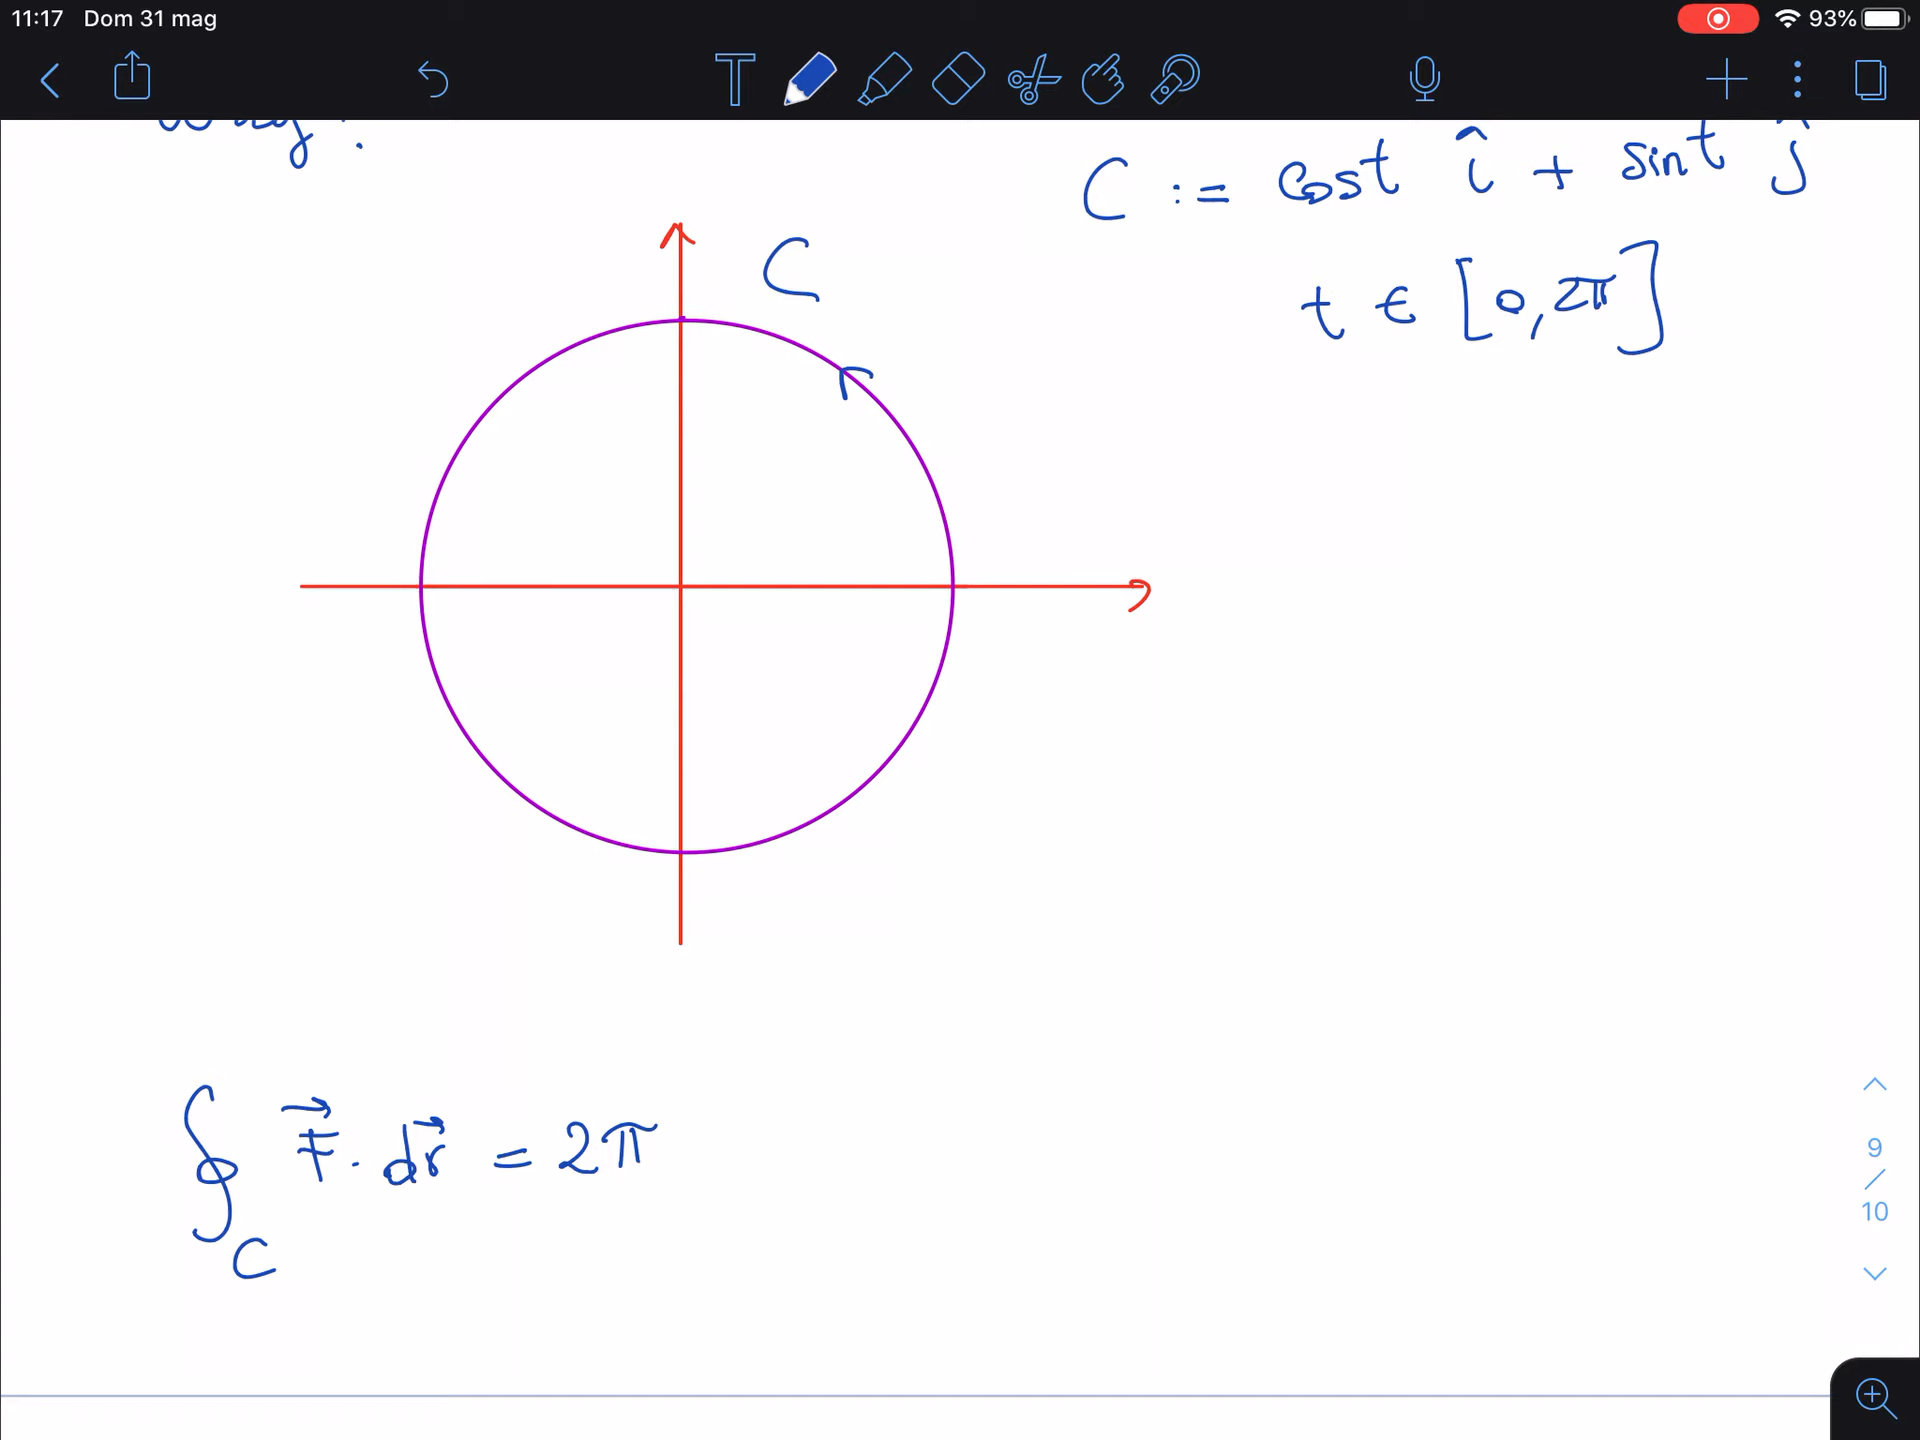 11:17 Dom 31 mag 93%
C := cost î + sint ĵ
C
t ∈ [0, 2π]
∮_C F⃗ · dr⃗ = 2π
9
/
10